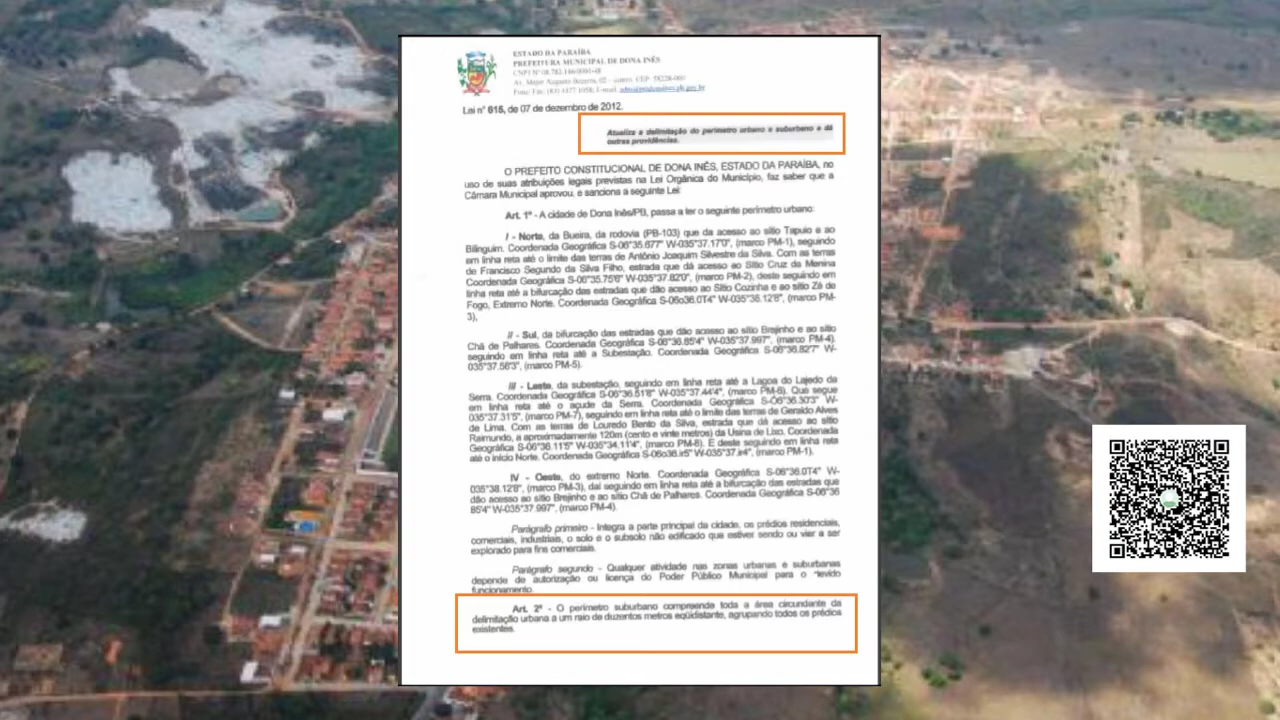 ESTADO DA PARAÍBA
PREFEITURA MUNICIPAL DE DONA INÊS
Lei n° 615, de 07 de dezembro de 2012.
Atualiza a delimitação do perímetro urbano e suburbano e dá
outras providências.
O PREFEITO CONSTITUCIONAL DE DONA INÊS, ESTADO DA PARAÍBA, no
uso de suas atribuições legais previstas na Lei Orgânica do Município, faz saber que a
Câmara Municipal aprovou, e sanciona a seguinte Lei:
Art. 1º - A cidade de Dona Inês/PB, passa a ter o seguinte perímetro urbano:
I - Norte, da Bueira, da rodovia (PB-103) que da acesso ao sítio Tapuio e ao
Bilinguim. Coordenada Geográfica S-06°35.677" W-035°37.17'0", (marco PM-1), seguindo
em linha reta até o limite das terras de Antônio Joaquim Silvestre da Silva. Com as terras
de Francisco Segundo da Silva Filho, estrada que dá acesso ao Sítio Cruz da Menina
Coordenada Geográfica S-06°35.75'6" W-035°37.82'0", (marco PM-2), deste seguindo em
linha reta até a bifurcação das estradas que dão acesso ao Sítio Cozinha e ao sítio Zé de
Fogo, Extremo Norte. Coordenada Geográfica S-06o36.0T4" W-035°38.12'8", (marco PM-
3),
II - Sul, da bifurcação das estradas que dão acesso ao sítio Brejinho e ao sítio
Chã de Palhares. Coordenada Geográfica S-06°36.85'4" W-035°37.997", (marco PM-4).
seguindo em linha reta até a Subestação. Coordenada Geográfica S-06°36.82'7" W-
035°37.56'3", (marco PM-5).
III - Leste, da subestação, seguindo em linha reta até a Lagoa do Lajedo da
Serra. Coordenada Geográfica S-06°36.51'8" W-035°37.44'4", (marco PM-6). Que segue
em linha reta até o açude da Serra. Coordenada Geográfica S-O6°36.30'3" W-
035°37.31'5", (marco PM-7), seguindo em linha reta até o limite das terras de Geraldo Alves
de Lima. Com as terras de Louredo Bento da Silva, estrada que dá acesso ao sítio
Raimundo, a aproximadamente 120m (cento e vinte metros) da Usina de Lixo. Coordenada
Geográfica S-06°36.11'5" W-035°34.11'4", (marco PM-8). E deste seguindo em linha reta
até o início Norte. Coordenada Geográfica S-06o36.ir5" W-035°37.ir4", (marco PM-1).
IV - Oeste, do extremo Norte. Coordenada Geográfica S-06°36.0T4" W-
035°38.12'8", (marco PM-3), daí seguindo em linha reta até a bifurcação das estradas que
dão acesso ao sítio Brejinho e ao sítio Chã de Palhares. Coordenada Geográfica S-06°36
85'4" W-035°37 997", (marco PM-4).
Parágrafo primeiro - Integra a parte principal da cidade, os prédios residenciais,
comerciais, industriais, o solo e o subsolo não edificado que estiver sendo ou vier a ser
explorado para fins comerciais.
Parágrafo segundo - Qualquer atividade nas zonas urbanas e suburbanas
depende de autorização ou licença do Poder Público Municipal para o devido
funcionamento.
Art. 2º - O perímetro suburbano compreende toda a área circundante da
delimitação urbana a um raio de duzentos metros eqüidistante, agrupando todos os prédios
existentes.